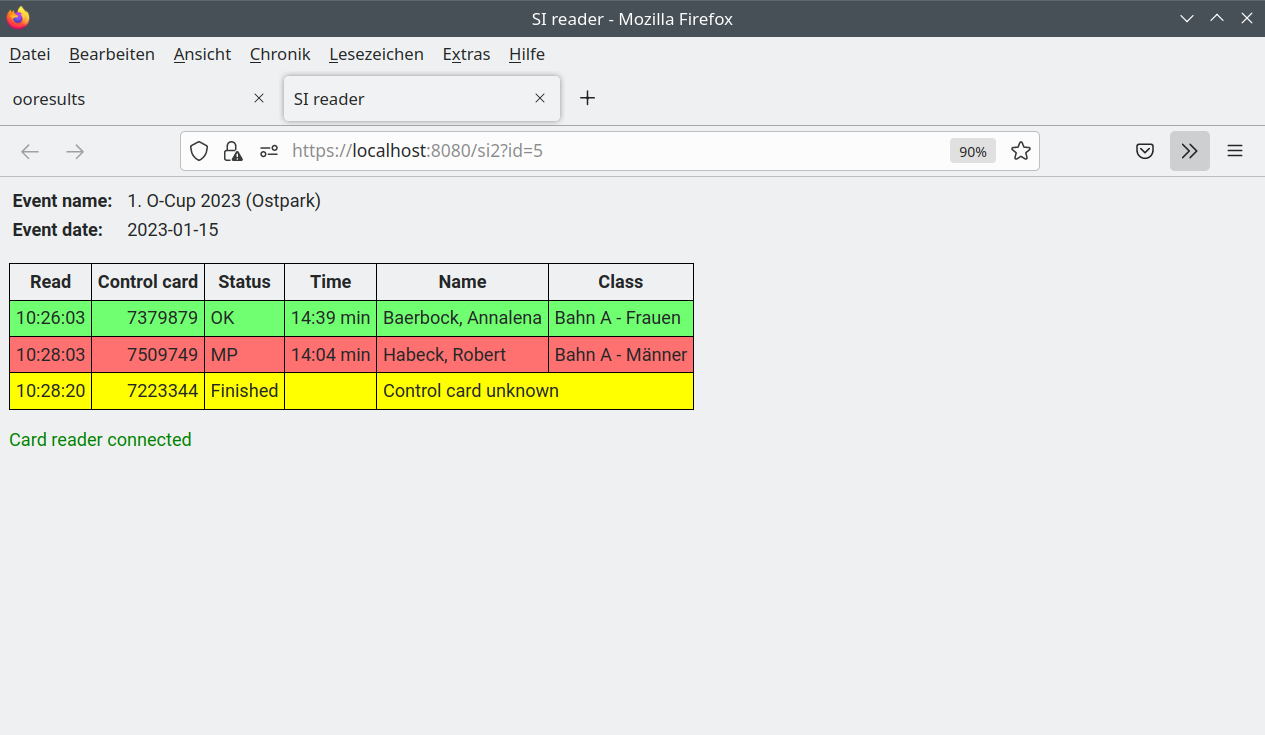 SI reader - Mozilla Firefox
Datei Bearbeiten Ansicht Chronik Lesezeichen Extras Hilfe
ooresults SI reader
https://localhost:8080/si2?id=5 90%
Event name: 1. O-Cup 2023 (Ostpark)
Event date: 2023-01-15
Read Control card Status Time Name Class
10:26:03 7379879 OK 14:39 min Baerbock, Annalena Bahn A - Frauen
10:28:03 7509749 MP 14:04 min Habeck, Robert Bahn A - Männer
10:28:20 7223344 Finished Control card unknown
Card reader connected